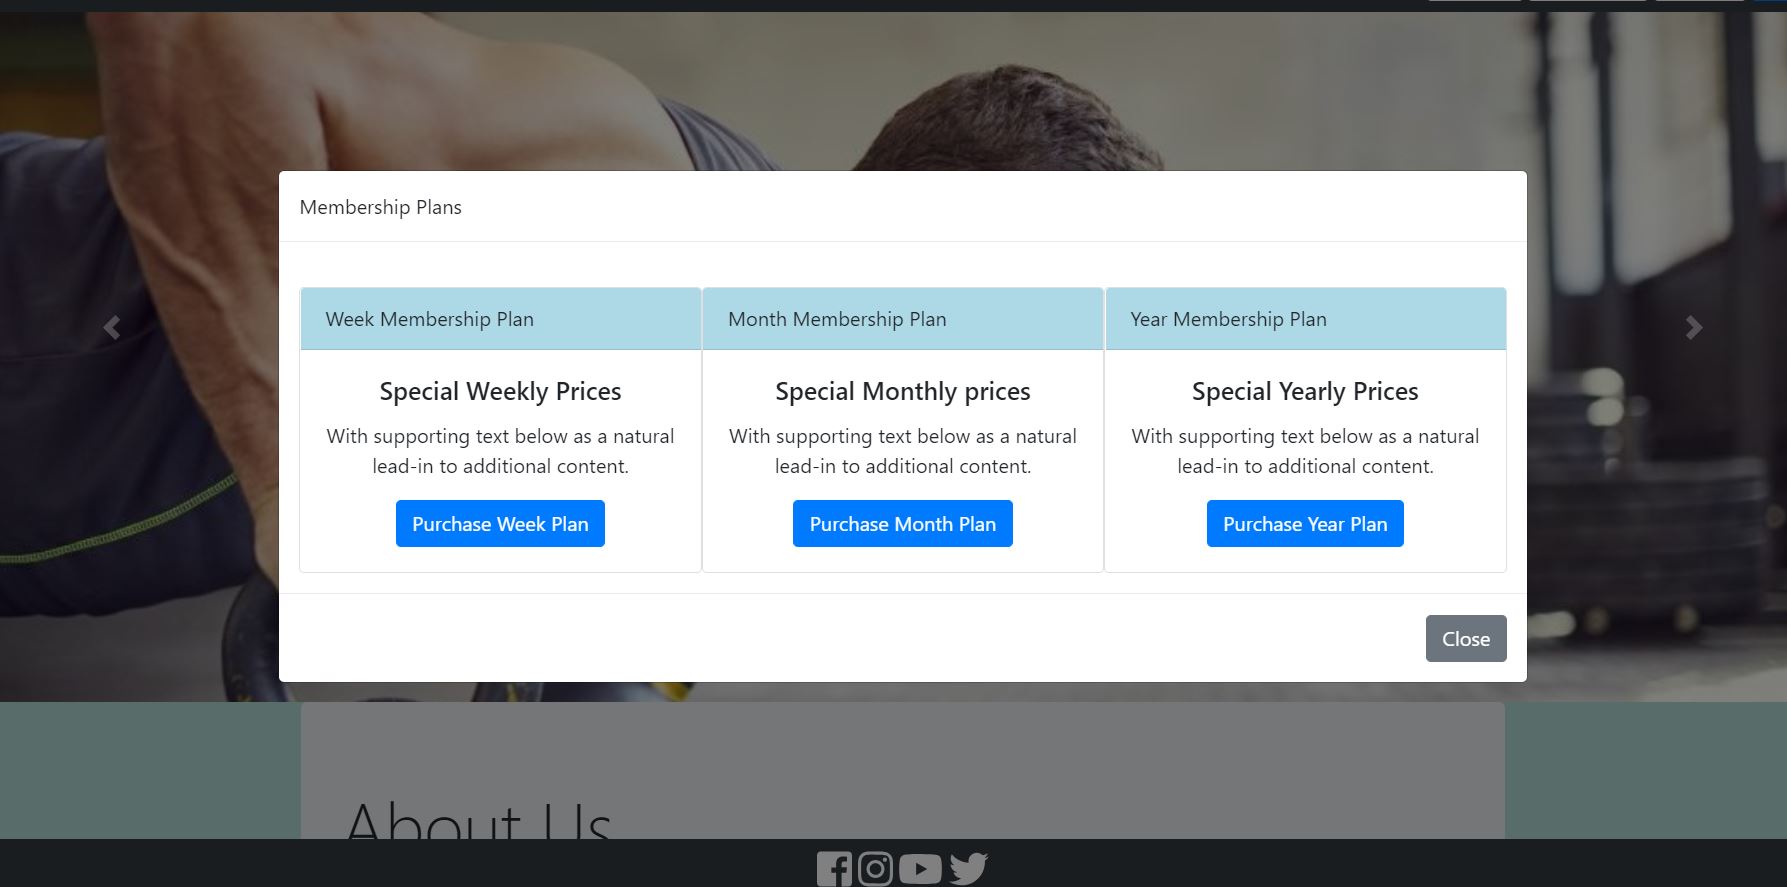 Membership Plans
Week Membership Plan
Special Weekly Prices
With supporting text below as a natural
lead-in to additional content.
Purchase Week Plan
Month Membership Plan
Special Monthly prices
With supporting text below as a natural
lead-in to additional content.
Purchase Month Plan
Year Membership Plan
Special Yearly Prices
With supporting text below as a natural
lead-in to additional content.
Purchase Year Plan
Close
About Us